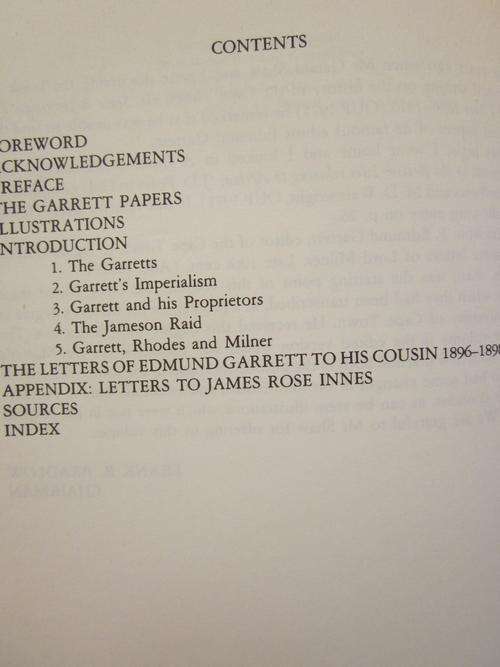 CONTENTS
OREWORD
CKNOWLEDGEMENTS
REFACE
THE GARRETT PAPERS
LLUSTRATIONS
NTRODUCTION
1. The Garretts
2. Garrett's Imperialism
3. Garrett and his Proprietors
4. The Jameson Raid
5. Garrett, Rhodes and Milner
THE LETTERS OF EDMUND GARRETT TO HIS COUSIN 1896–189
APPENDIX: LETTERS TO JAMES ROSE INNES
SOURCES
INDEX